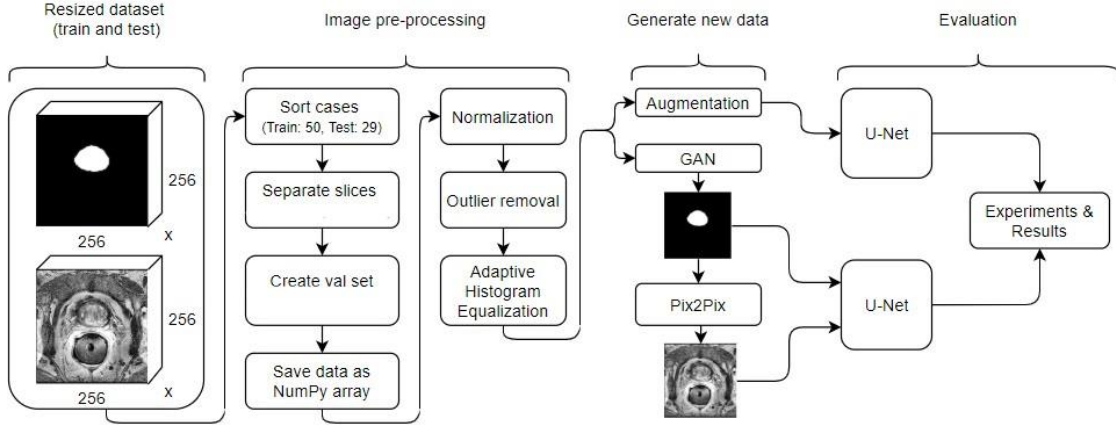 Resized dataset
(train and test)
Image pre-processing
Generate new data
Evaluation
256
256
x
256
256
x
Sort cases
(Train: 50, Test: 29)
Separate slices
Create val set
Save data as
NumPy array
Normalization
Outlier removal
Adaptive
Histogram
Equalization
Augmentation
GAN
Pix2Pix
U-Net
U-Net
Experiments &
Results